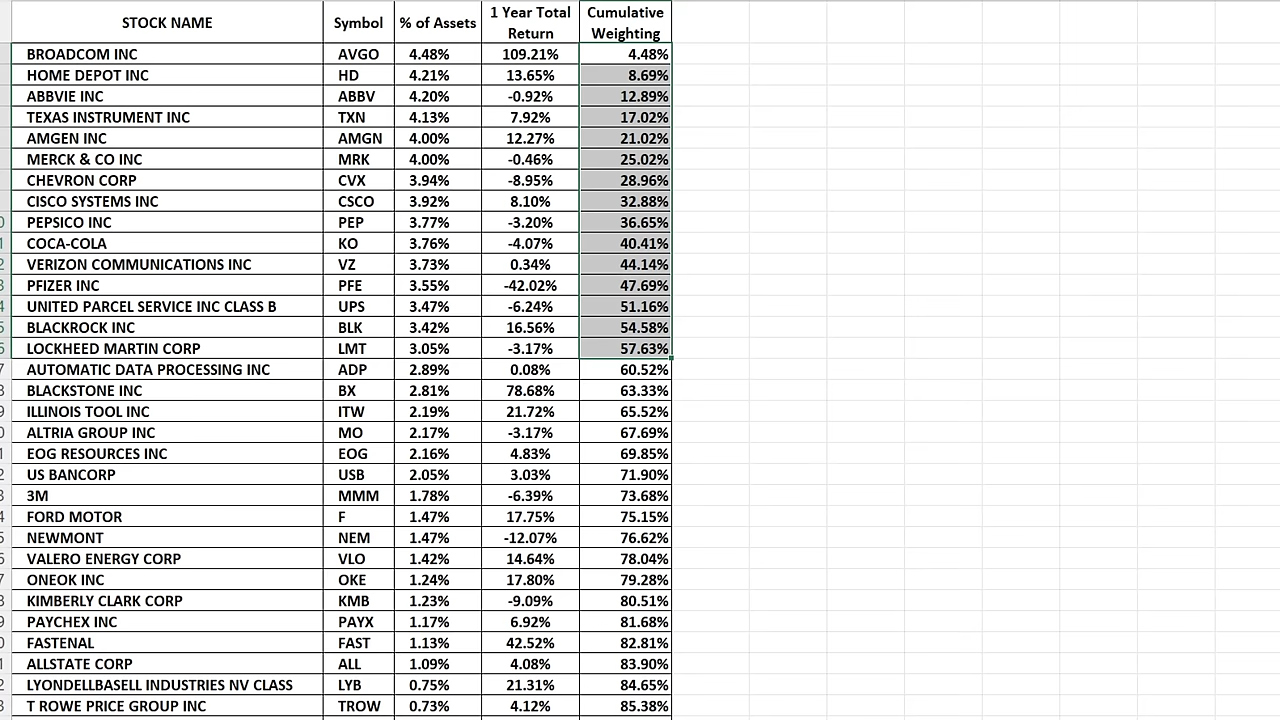 STOCK NAME Symbol % of Assets 1 Year Total Return Cumulative Weighting
BROADCOM INC AVGO 4.48% 109.21% 4.48%
HOME DEPOT INC HD 4.21% 13.65% 8.69%
ABBVIE INC ABBV 4.20% -0.92% 12.89%
TEXAS INSTRUMENT INC TXN 4.13% 7.92% 17.02%
AMGEN INC AMGN 4.00% 12.27% 21.02%
MERCK & CO INC MRK 4.00% -0.46% 25.02%
CHEVRON CORP CVX 3.94% -8.95% 28.96%
CISCO SYSTEMS INC CSCO 3.92% 8.10% 32.88%
PEPSICO INC PEP 3.77% -3.20% 36.65%
COCA-COLA KO 3.76% -4.07% 40.41%
VERIZON COMMUNICATIONS INC VZ 3.73% 0.34% 44.14%
PFIZER INC PFE 3.55% -42.02% 47.69%
UNITED PARCEL SERVICE INC CLASS B UPS 3.47% -6.24% 51.16%
BLACKROCK INC BLK 3.42% 16.56% 54.58%
LOCKHEED MARTIN CORP LMT 3.05% -3.17% 57.63%
AUTOMATIC DATA PROCESSING INC ADP 2.89% 0.08% 60.52%
BLACKSTONE INC BX 2.81% 78.68% 63.33%
ILLINOIS TOOL INC ITW 2.19% 21.72% 65.52%
ALTRIA GROUP INC MO 2.17% -3.17% 67.69%
EOG RESOURCES INC EOG 2.16% 4.83% 69.85%
US BANCORP USB 2.05% 3.03% 71.90%
3M MMM 1.78% -6.39% 73.68%
FORD MOTOR F 1.47% 17.75% 75.15%
NEWMONT NEM 1.47% -12.07% 76.62%
VALERO ENERGY CORP VLO 1.42% 14.64% 78.04%
ONEOK INC OKE 1.24% 17.80% 79.28%
KIMBERLY CLARK CORP KMB 1.23% -9.09% 80.51%
PAYCHEX INC PAYX 1.17% 6.92% 81.68%
FASTENAL FAST 1.13% 42.52% 82.81%
ALLSTATE CORP ALL 1.09% 4.08% 83.90%
LYONDELLBASELL INDUSTRIES NV CLASS LYB 0.75% 21.31% 84.65%
T ROWE PRICE GROUP INC TROW 0.73% 4.12% 85.38%